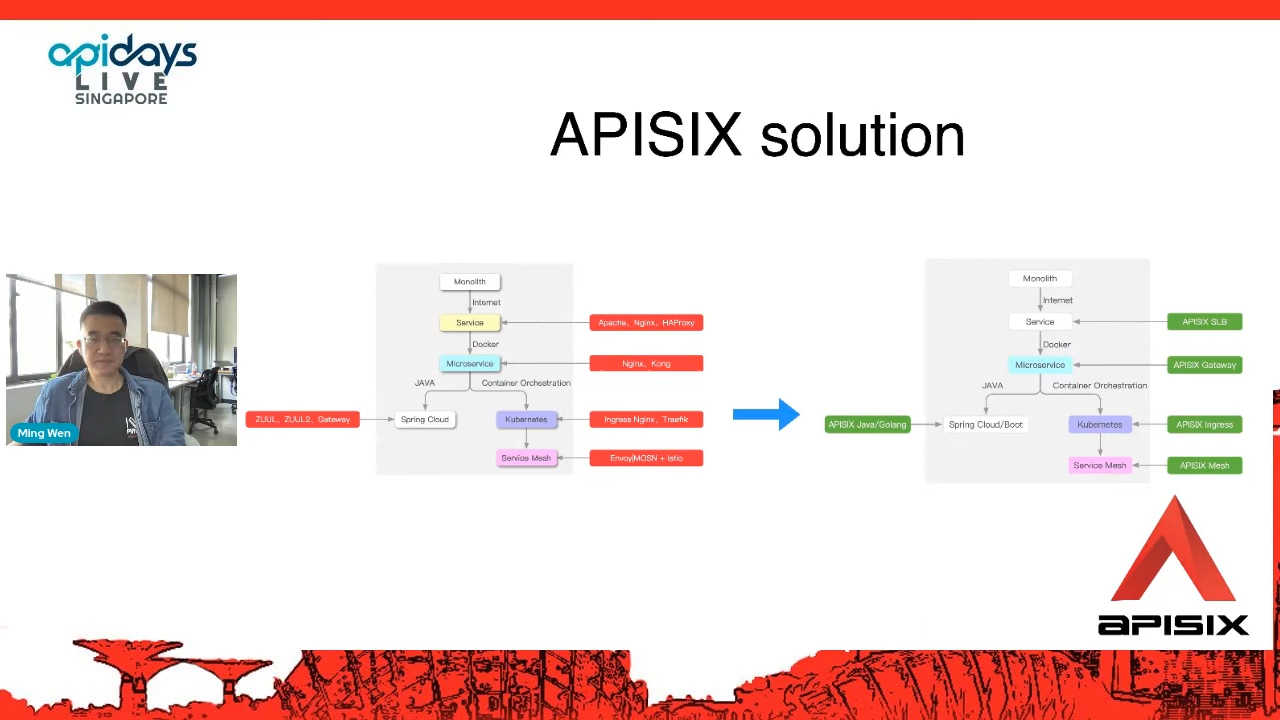 apidays
LIVE
SINGAPORE
APISIX solution
Ming Wen
Monolith
Internet
Service
Apache、Nginx、HAProxy
Docker
Microservice
Nginx、Kong
JAVA
Container Orchestration
ZUUL、ZUUL2、Gateway
Spring Cloud
Kubernetes
Ingress Nginx、Traefik
Service Mesh
Envoy|MOSN + Istio
Monolith
Internet
Service
APISIX SLB
Docker
Microservice
APISIX Gateway
JAVA
Container Orchestration
APISIX Java/Golang
Spring Cloud/Boot
Kubernetes
APISIX Ingress
Service Mesh
APISIX Mesh
APISIX